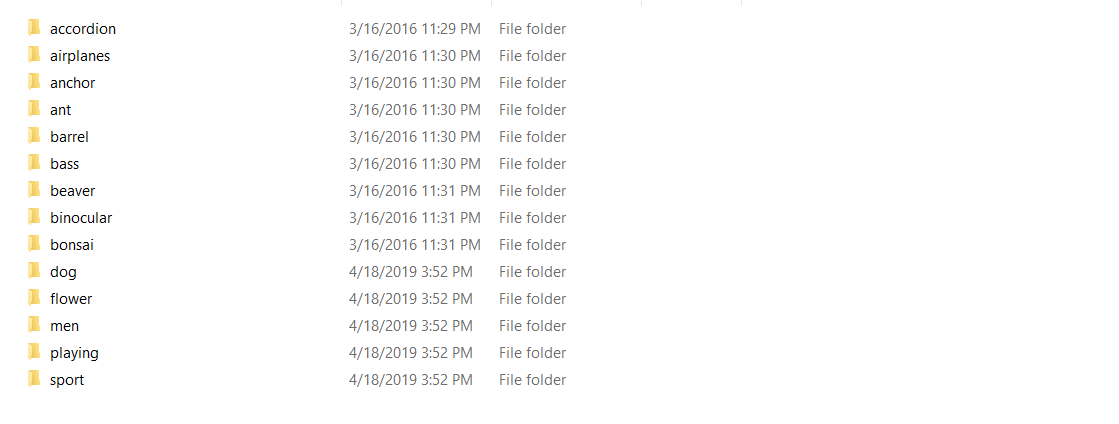 accordion 3/16/2016 11:29 PM File folder
airplanes 3/16/2016 11:30 PM File folder
anchor 3/16/2016 11:30 PM File folder
ant 3/16/2016 11:30 PM File folder
barrel 3/16/2016 11:30 PM File folder
bass 3/16/2016 11:30 PM File folder
beaver 3/16/2016 11:31 PM File folder
binocular 3/16/2016 11:31 PM File folder
bonsai 3/16/2016 11:31 PM File folder
dog 4/18/2019 3:52 PM File folder
flower 4/18/2019 3:52 PM File folder
men 4/18/2019 3:52 PM File folder
playing 4/18/2019 3:52 PM File folder
sport 4/18/2019 3:52 PM File folder